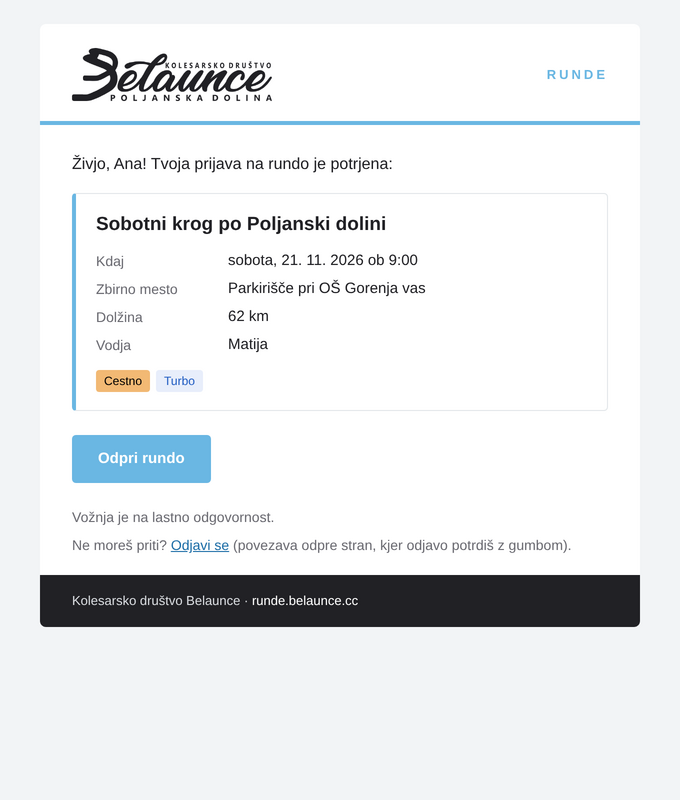 KOLESARSKO DRUŠTVO
Belaunce
POLJANSKA DOLINA
RUNDE
Živjo, Ana! Tvoja prijava na rundo je potrjena:
Sobotni krog po Poljanski dolini
Kdaj sobota, 21. 11. 2026 ob 9:00
Zbirno mesto Parkirišče pri OŠ Gorenja vas
Dolžina 62 km
Vodja Matija
Cestno Turbo
Odpri rundo
Vožnja je na lastno odgovornost.
Ne moreš priti? Odjavi se (povezava odpre stran, kjer odjavo potrdiš z gumbom).
Kolesarsko društvo Belaunce · runde.belaunce.cc